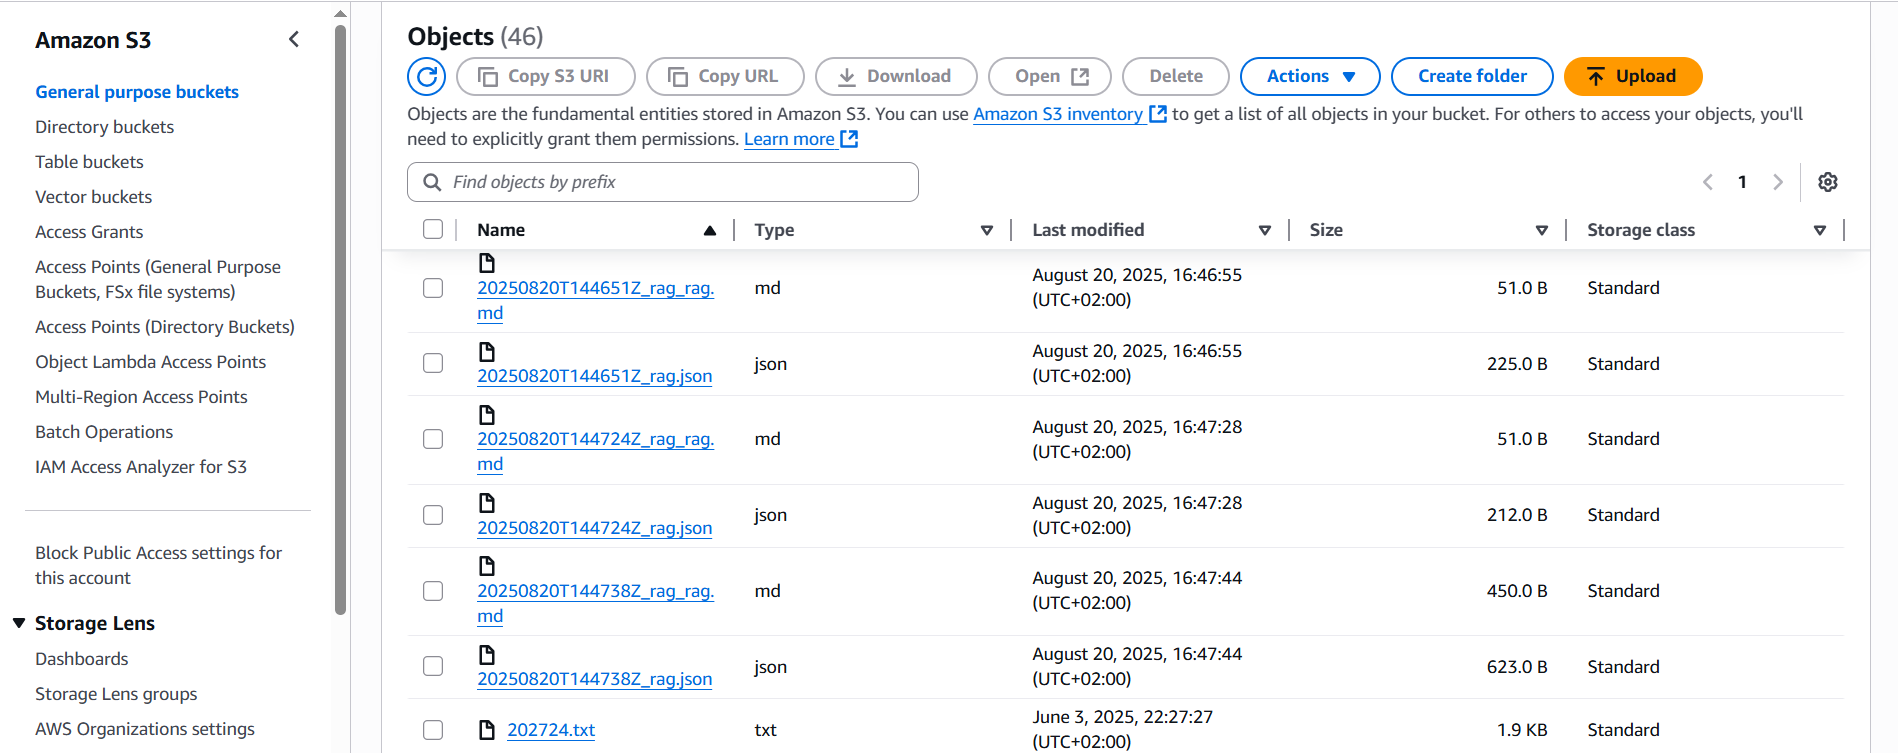 Amazon S3
General purpose buckets
Directory buckets
Table buckets
Vector buckets
Access Grants
Access Points (General Purpose
Buckets, FSx file systems)
Access Points (Directory Buckets)
Object Lambda Access Points
Multi-Region Access Points
Batch Operations
IAM Access Analyzer for S3
Block Public Access settings for
this account
Storage Lens
Dashboards
Storage Lens groups
AWS Organizations settings
Objects (46)
Copy S3 URI Copy URL Download Open Delete Actions Create folder Upload
Objects are the fundamental entities stored in Amazon S3. You can use Amazon S3 inventory to get a list of all objects in your bucket. For others to access your objects, you'll
need to explicitly grant them permissions. Learn more
Find objects by prefix
1
Name Type Last modified Size Storage class
20250820T144651Z_rag_rag.
md
md
August 20, 2025, 16:46:55
(UTC+02:00)
51.0 B
Standard
20250820T144651Z_rag.json
json
August 20, 2025, 16:46:55
(UTC+02:00)
225.0 B
Standard
20250820T144724Z_rag_rag.
md
md
August 20, 2025, 16:47:28
(UTC+02:00)
51.0 B
Standard
20250820T144724Z_rag.json
json
August 20, 2025, 16:47:28
(UTC+02:00)
212.0 B
Standard
20250820T144738Z_rag_rag.
md
md
August 20, 2025, 16:47:44
(UTC+02:00)
450.0 B
Standard
20250820T144738Z_rag.json
json
August 20, 2025, 16:47:44
(UTC+02:00)
623.0 B
Standard
202724.txt
txt
June 3, 2025, 22:27:27
(UTC+02:00)
1.9 KB
Standard